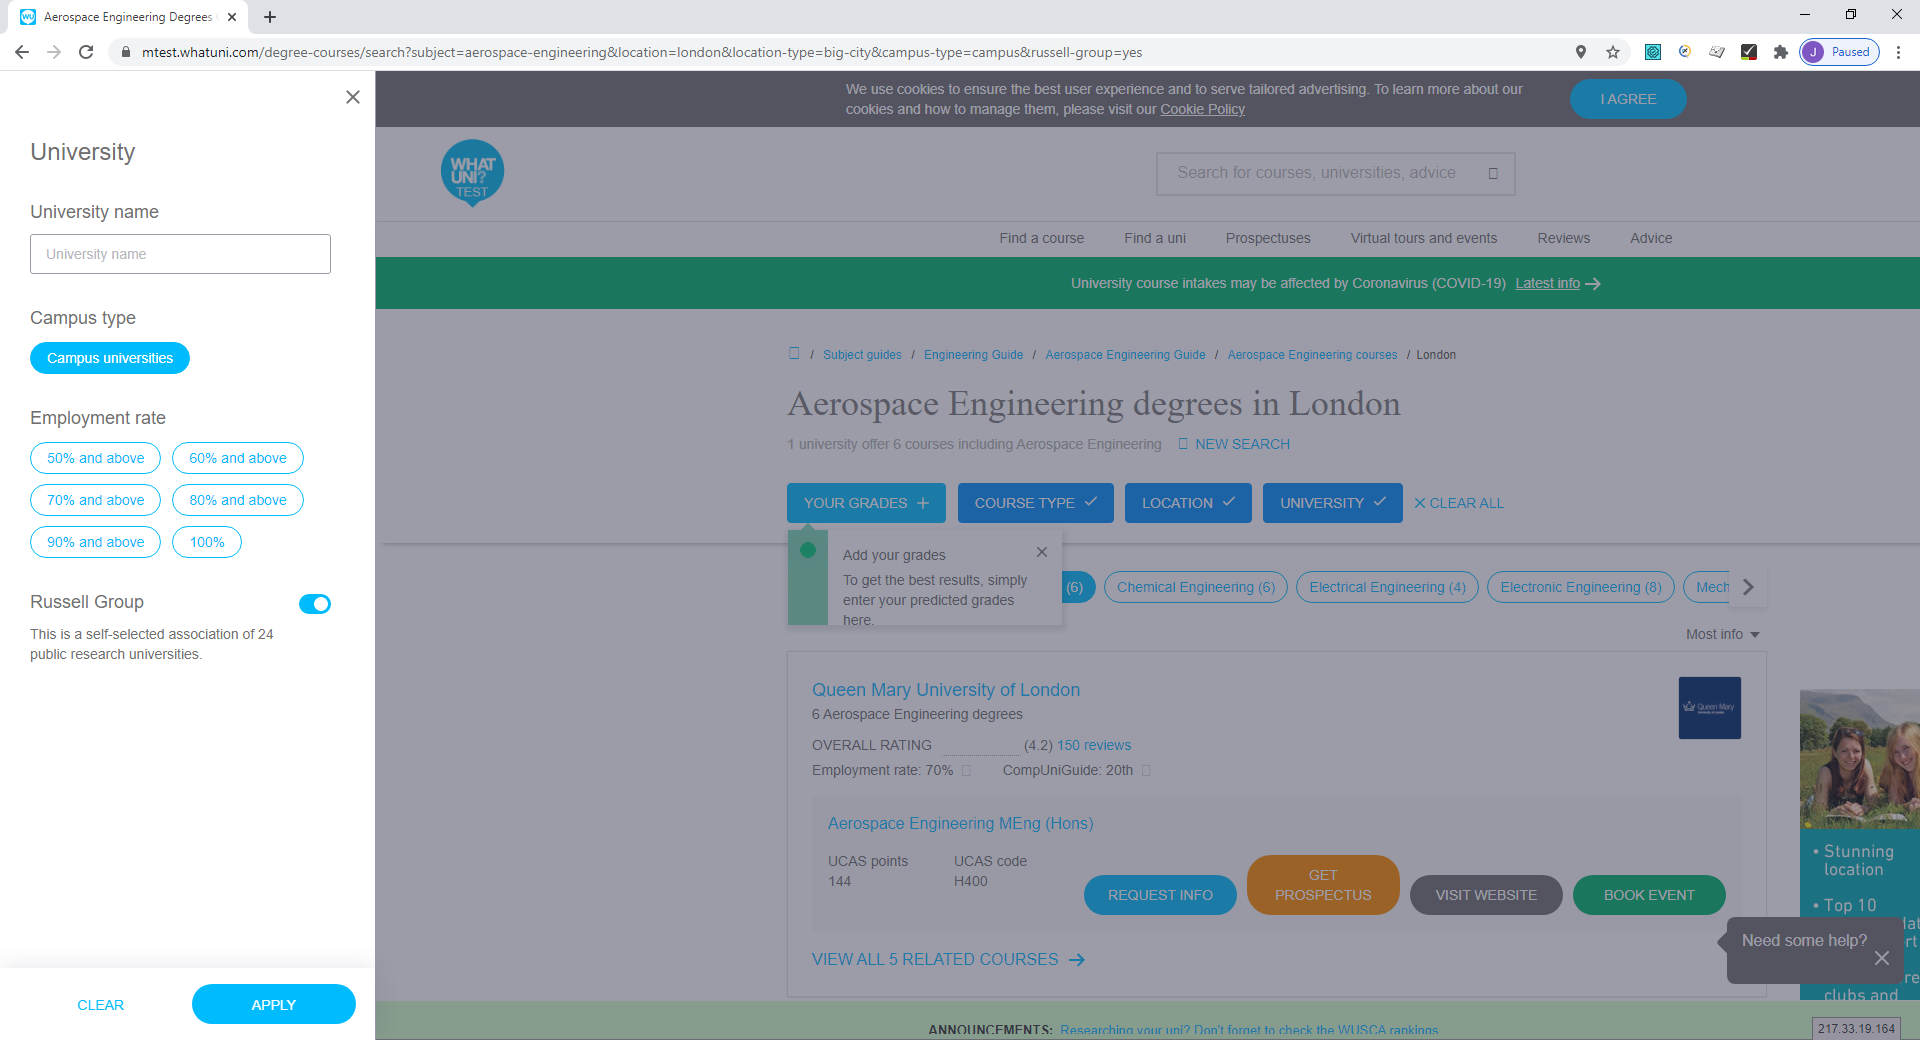 Aerospace Engineering Degrees
mtest.whatuni.com/degree-courses/search?subject=aerospace-engineering&location=london&location-type=big-city&campus-type=campus&russell-group=yes
J Paused
University
University name
University name
Campus type
Campus universities
Employment rate
50% and above
60% and above
70% and above
80% and above
90% and above
100%
Russell Group
This is a self-selected association of 24
public research universities.
CLEAR
APPLY
We use cookies to ensure the best user experience and to serve tailored advertising. To learn more about our
cookies and how to manage them, please visit our Cookie Policy
I AGREE
WHAT
UNI?
TEST
Search for courses, universities, advice
Find a course
Find a uni
Prospectuses
Virtual tours and events
Reviews
Advice
University course intakes may be affected by Coronavirus (COVID-19) Latest info
/ Subject guides / Engineering Guide / Aerospace Engineering Guide / Aerospace Engineering courses / London
Aerospace Engineering degrees in London
1 university offer 6 courses including Aerospace Engineering
NEW SEARCH
YOUR GRADES
COURSE TYPE
LOCATION
UNIVERSITY
CLEAR ALL
Add your grades
To get the best results, simply
enter your predicted grades
here.
(6)
Chemical Engineering (6)
Electrical Engineering (4)
Electronic Engineering (8)
Mech
Most info
Queen Mary University of London
6 Aerospace Engineering degrees
OVERALL RATING (4.2) 150 reviews
Employment rate: 70%
CompUniGuide: 20th
Queen Mary
Aerospace Engineering MEng (Hons)
UCAS points
144
UCAS code
H400
REQUEST INFO
GET
PROSPECTUS
VISIT WEBSITE
BOOK EVENT
VIEW ALL 5 RELATED COURSES
• Stunning
location
• Top 10
clubs and
Need some help?
ANNOUNCEMENTS: Researching your uni? Don't forget to check the WUSCA rankings
217.33.19.164